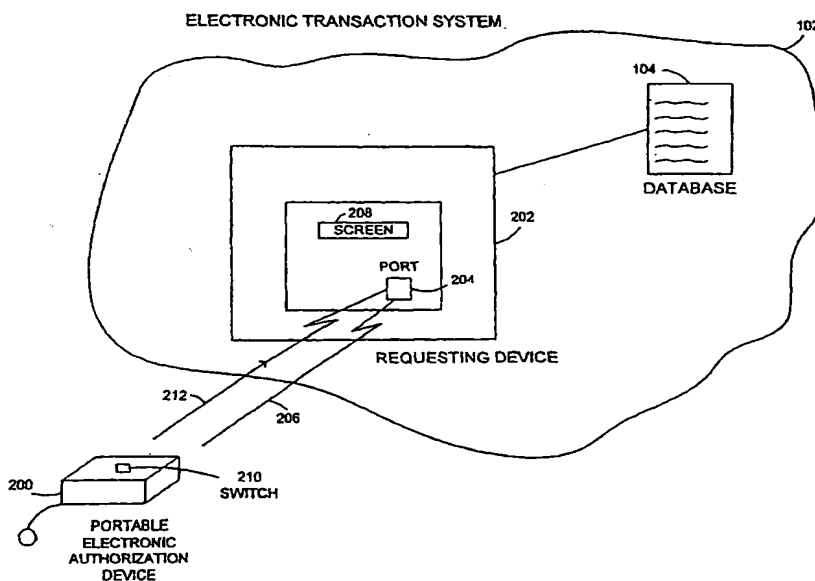 ELECTRONIC TRANSACTION SYSTEM
102
104
DATABASE
208
SCREEN
202
PORT
204
REQUESTING DEVICE
212
206
200
210
SWITCH
PORTABLE
ELECTRONIC
AUTHORIZATION
DEVICE